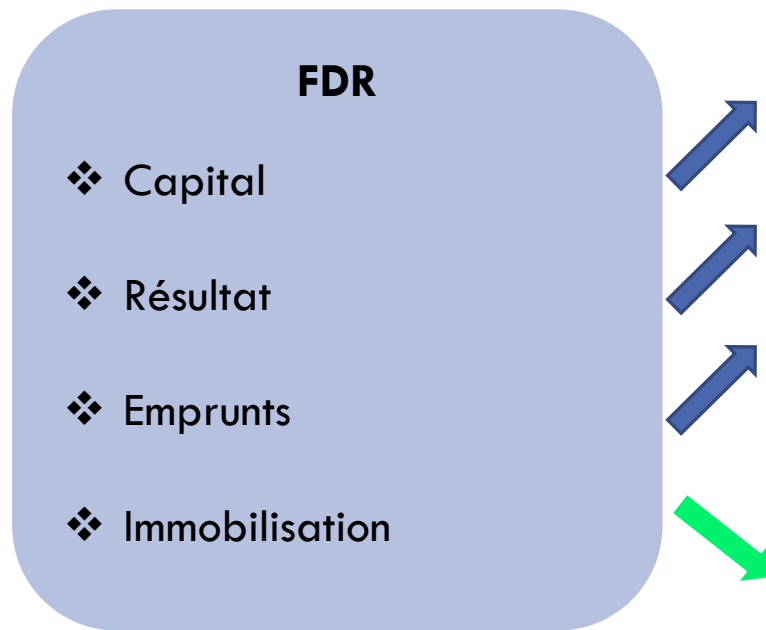 FDR
❖ Capital
❖ Résultat
❖ Emprunts
❖ Immobilisation